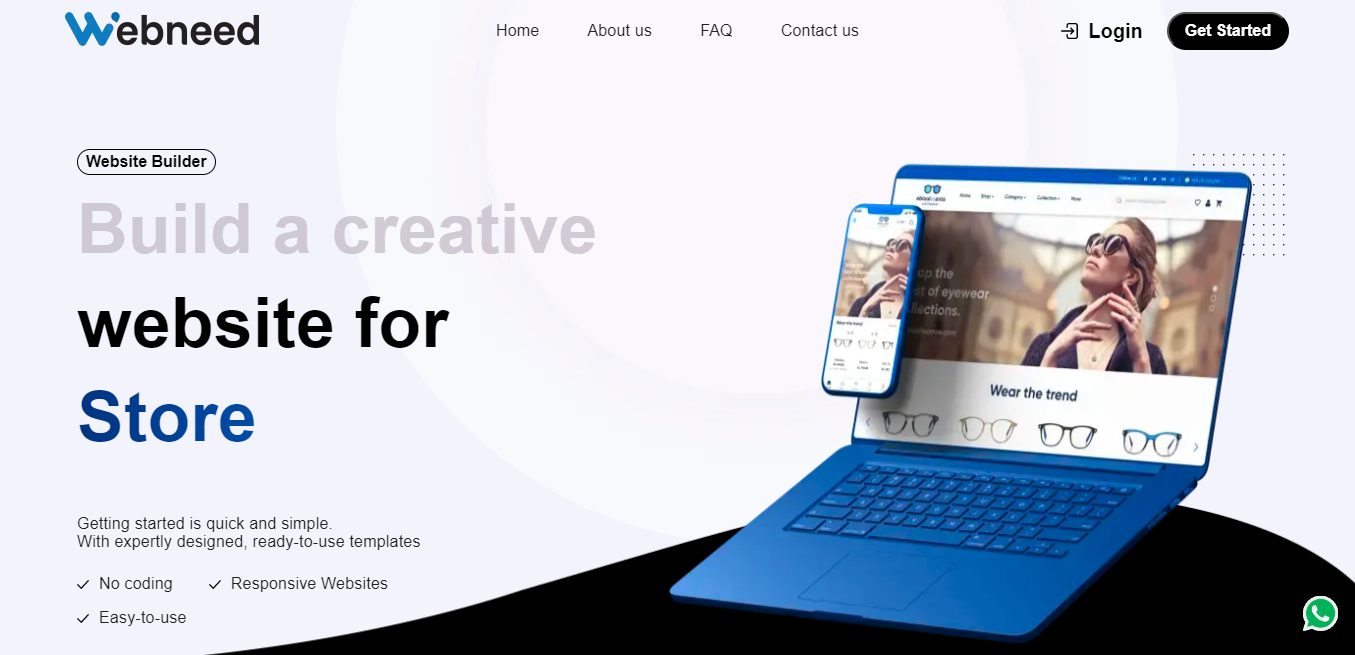 Webneed
Home
About us
FAQ
Contact us
Login
Get Started
Website Builder
Build a creative
website for
Store
Getting started is quick and simple.
With expertly designed, ready-to-use templates
No coding
Responsive Websites
Easy-to-use
Home
Shop
Category
Collection
More
op the
st of eyewear
llections.
Wear the trend
Wear the trend